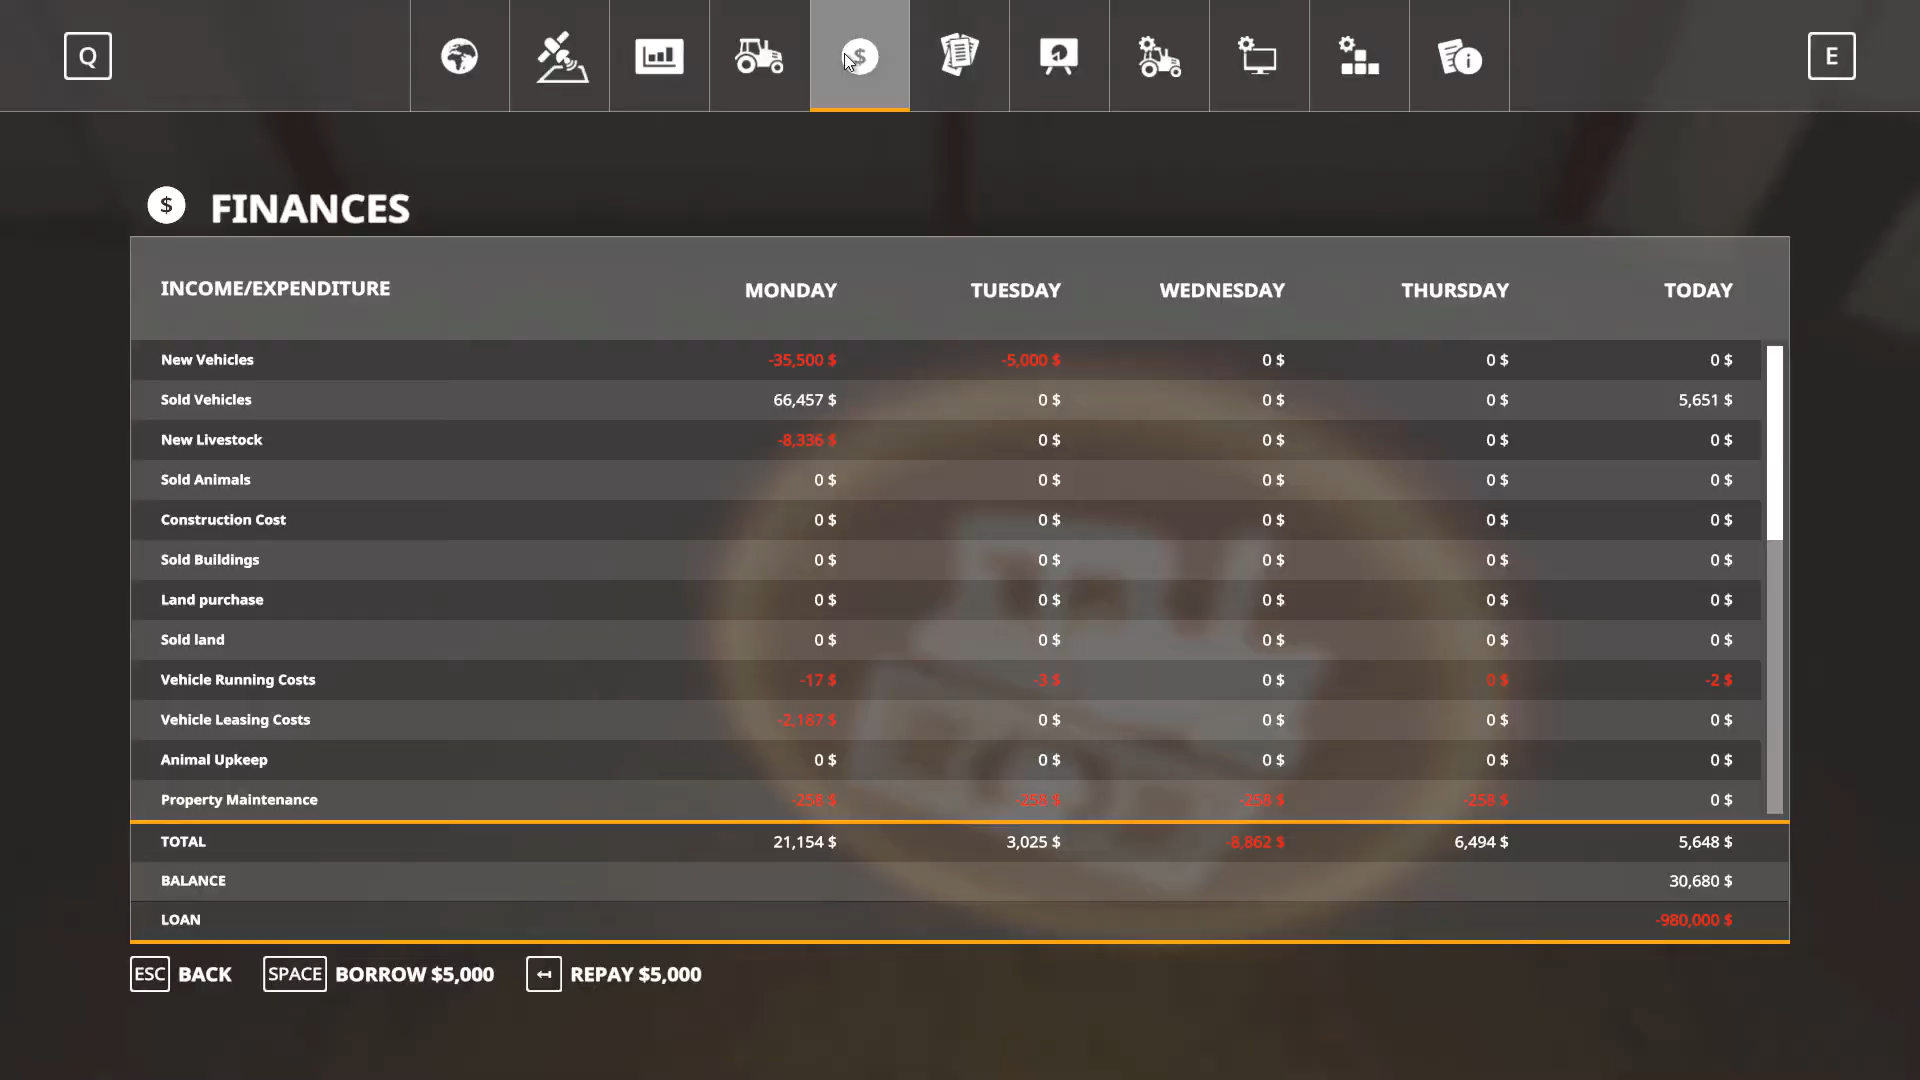 Q
$
E
$ FINANCES
INCOME/EXPENDITURE MONDAY TUESDAY WEDNESDAY THURSDAY TODAY
New Vehicles -35,500 $ -5,000 $ 0 $ 0 $ 0 $
Sold Vehicles 66,457 $ 0 $ 0 $ 0 $ 5,651 $
New Livestock -8,336 $ 0 $ 0 $ 0 $ 0 $
Sold Animals 0 $ 0 $ 0 $ 0 $ 0 $
Construction Cost 0 $ 0 $ 0 $ 0 $ 0 $
Sold Buildings 0 $ 0 $ 0 $ 0 $ 0 $
Land purchase 0 $ 0 $ 0 $ 0 $ 0 $
Sold land 0 $ 0 $ 0 $ 0 $ 0 $
Vehicle Running Costs -17 $ -3 $ 0 $ 0 $ -2 $
Vehicle Leasing Costs -2,187 $ 0 $ 0 $ 0 $ 0 $
Animal Upkeep 0 $ 0 $ 0 $ 0 $ 0 $
Property Maintenance -258 $ -258 $ -258 $ -258 $ 0 $
TOTAL 21,154 $ 3,025 $ -8,862 $ 6,494 $ 5,648 $
BALANCE 30,680 $
LOAN -980,000 $
ESC BACK SPACE BORROW $5,000 REPAY $5,000